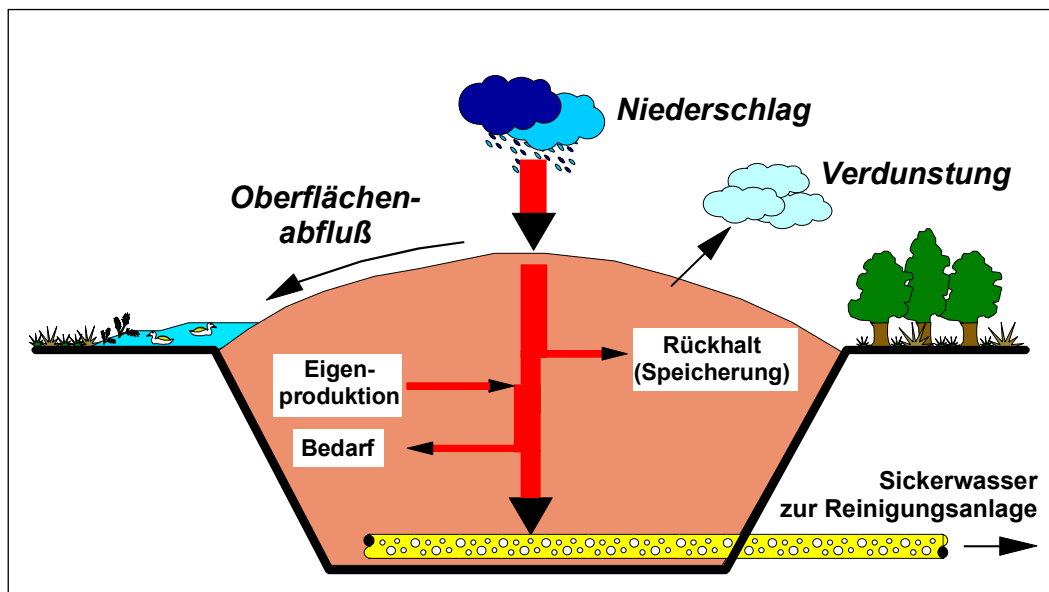 Niederschlag
Verdunstung
Oberflächen-
abfluß
Rückhalt
(Speicherung)
Eigen-
produktion
Bedarf
Sickerwasser
zur Reinigungsanlage